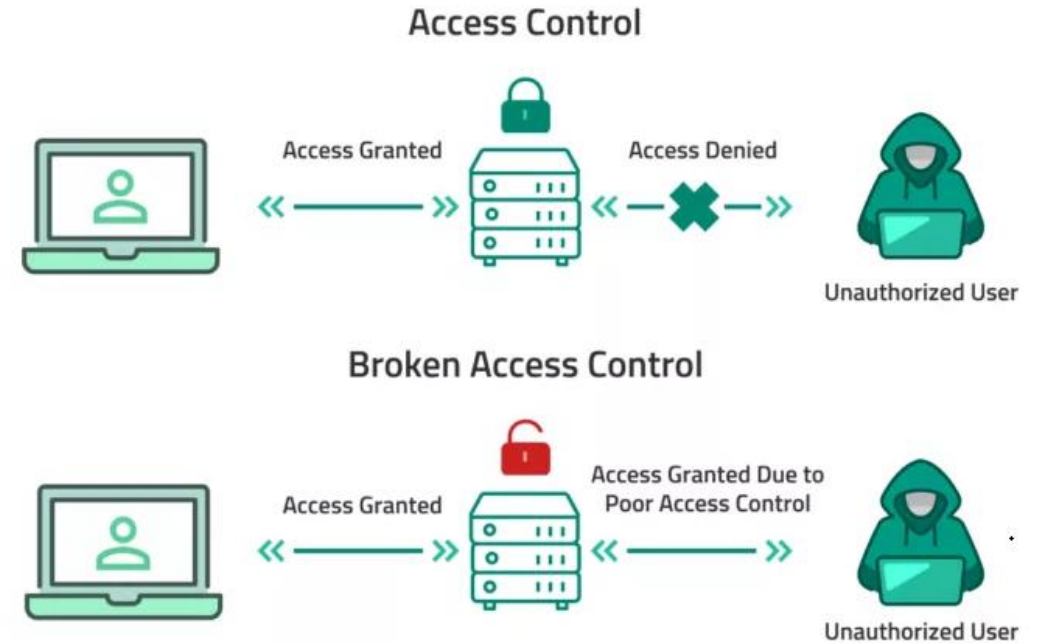 Access Control
Access Granted
Access Denied
Unauthorized User
Broken Access Control
Access Granted
Access Granted Due to
Poor Access Control
Unauthorized User